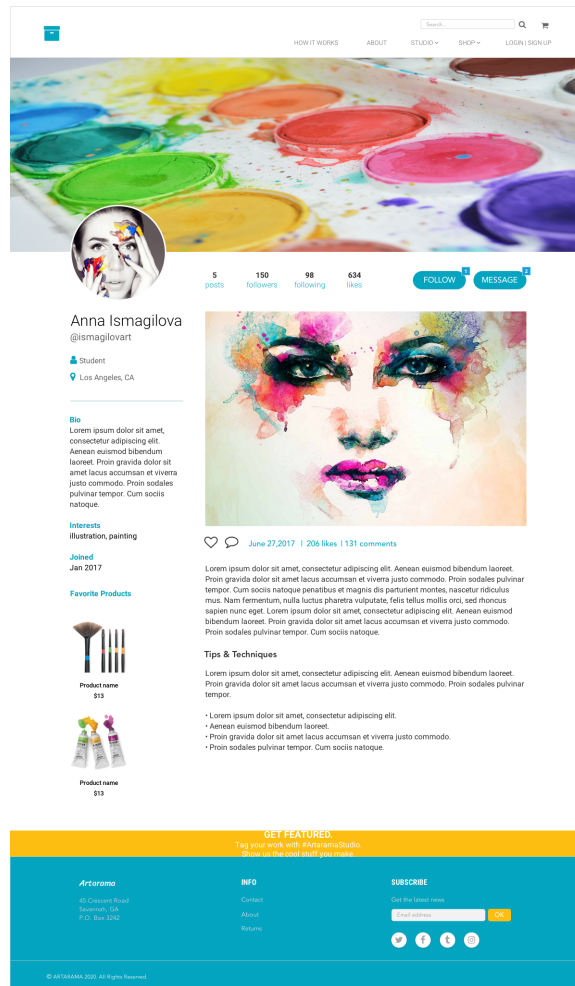 Search...
HOW IT WORKS ABOUT STUDIO SHOP LOGIN | SIGN UP
5 150 98 634
posts followers following likes
FOLLOW 1 MESSAGE 2
Anna Ismagilova
@ismagilovart
Student
Los Angeles, CA
Bio
Lorem ipsum dolor sit amet,
consectetur adipiscing elit.
Aenean euismod bibendum
laoreet. Proin gravida dolor sit
amet lacus accumsan et viverra
justo commodo. Proin sodales
pulvinar tempor. Cum sociis
natoque.
Interests
illustration, painting
Joined
Jan 2017
Favorite Products
Product name
$13
Product name
$13
June 27,2017 | 206 likes | 131 comments
Lorem ipsum dolor sit amet, consectetur adipiscing elit. Aenean euismod bibendum laoreet.
Proin gravida dolor sit amet lacus accumsan et viverra justo commodo. Proin sodales pulvinar
tempor. Cum sociis natoque penatibus et magnis dis parturient montes, nascetur ridiculus
mus. Nam fermentum, nulla luctus pharetra vulputate, felis tellus mollis orci, sed rhoncus
sapien nunc eget. Lorem ipsum dolor sit amet, consectetur adipiscing elit. Aenean euismod
bibendum laoreet. Proin gravida dolor sit amet lacus accumsan et viverra justo commodo.
Proin sodales pulvinar tempor. Cum sociis natoque.
Tips & Techniques
Lorem ipsum dolor sit amet, consectetur adipiscing elit. Aenean euismod bibendum laoreet.
Proin gravida dolor sit amet lacus accumsan et viverra justo commodo. Proin sodales pulvinar
tempor.
• Lorem ipsum dolor sit amet, consectetur adipiscing elit.
• Aenean euismod bibendum laoreet.
• Proin gravida dolor sit amet lacus accumsan et viverra justo commodo.
• Proin sodales pulvinar tempor. Cum sociis natoque.
GET FEATURED.
Tag your work with #ArtaramaStudio.
Show us the cool stuff you make.
Artarama
45 Crescent Road
Savannah, GA
P.O. Box 3242
INFO
Contact
About
Returns
SUBSCRIBE
Get the latest news
Email address OK
© ARTARAMA 2020. All Rights Reserved.